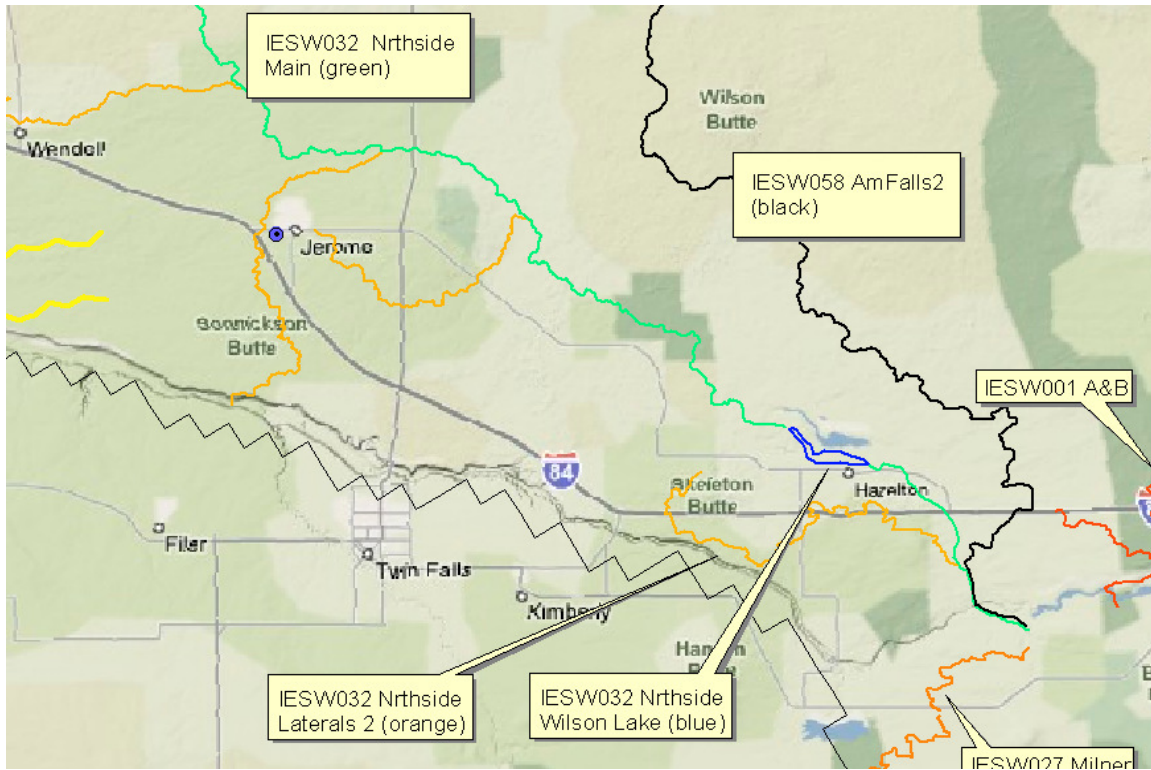 IESW032 Nrthside
Main (green)
Wilson
Butte
Wendell
IESW058 AmFalls2
(black)
Jerome
Sonnickson
Butte
IESW001 A&B
84
Skeleton
Butte
Hazelton
Filer
Twin Falls
Kimberly
IESW032 Nrthside
Laterals 2 (orange)
IESW032 Nrthside
Wilson Lake (blue)
IESW027 Milner